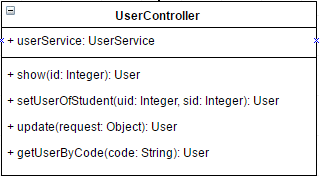 UserController
+ userService: UserService
+ show(id: Integer): User
+ setUserOfStudent(uid: Integer, sid: Integer): User
+ update(request: Object): User
+ getUserByCode(code: String): User